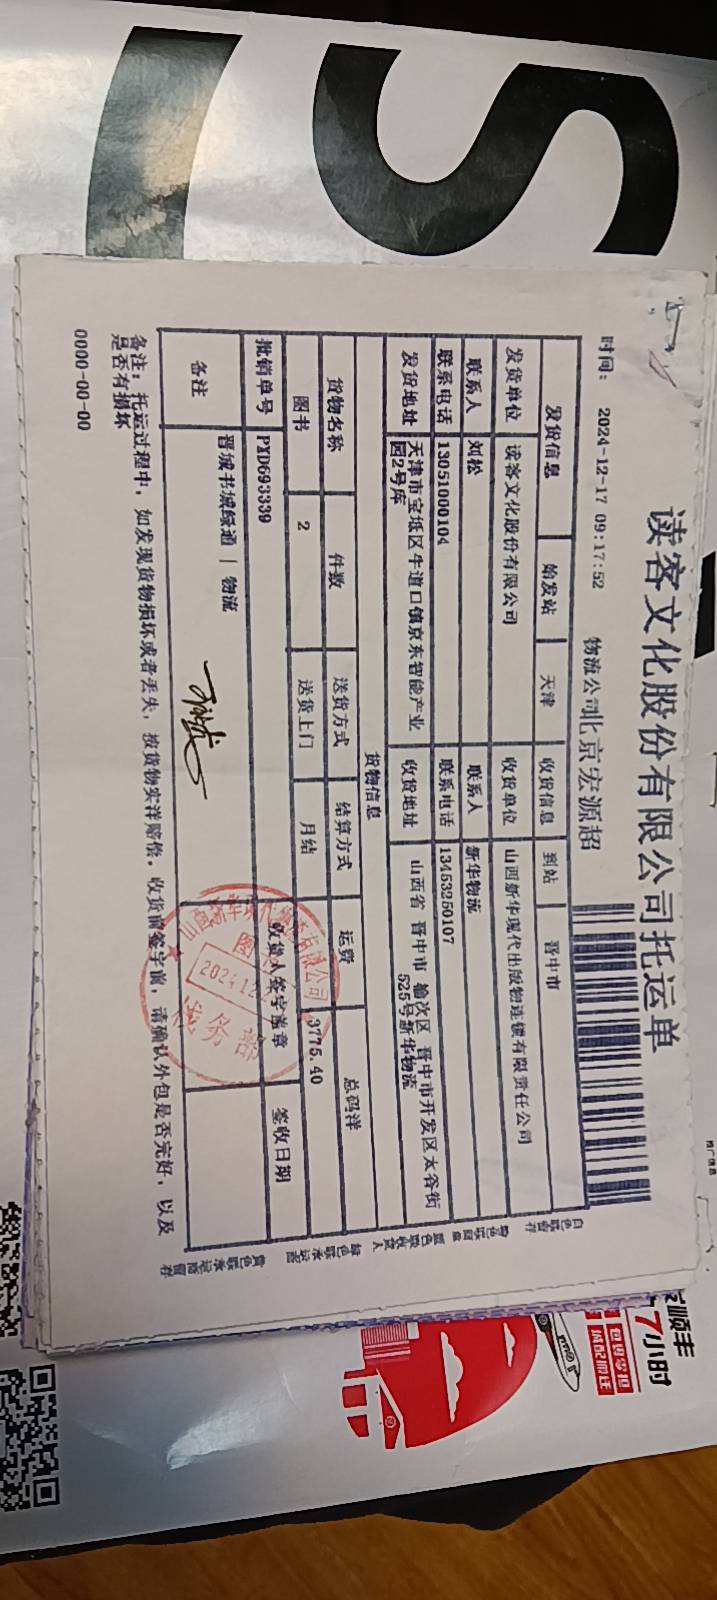 读客文化股份有限公司托运单
时间: 2024-12-17 09:17:52 物流公司北京宏源超
发货信息 始发站 天津 收货信息 到站 晋中市
发货单位 读客文化股份有限公司 收货单位 山西新华现代出版物连锁有限责任公司
联系人 刘松 联系人 新华物流
联系电话 13051000104 联系电话 13453250107
发货地址 天津市宝坻区牛道口镇京东智能产业园2号库 收货地址 山西省 晋中市 榆次区 晋中市开发区太谷街525号新华物流
货物信息
货物名称 件数 送货方式 结算方式 运费 总码洋
图书 2 送货上门 月结 3775.40
批销单号 PXD693339 收货人签字盖章 签收日期
备注 晋城书城绿通 | 物流
备注: 托运过程中, 如发现货物损坏或者丢失, 按货物实洋赔偿, 收货前签字前, 请确认外包是否完好, 以及
是否有损坏
0000-00-00
业务部
顺丰
7小时
S